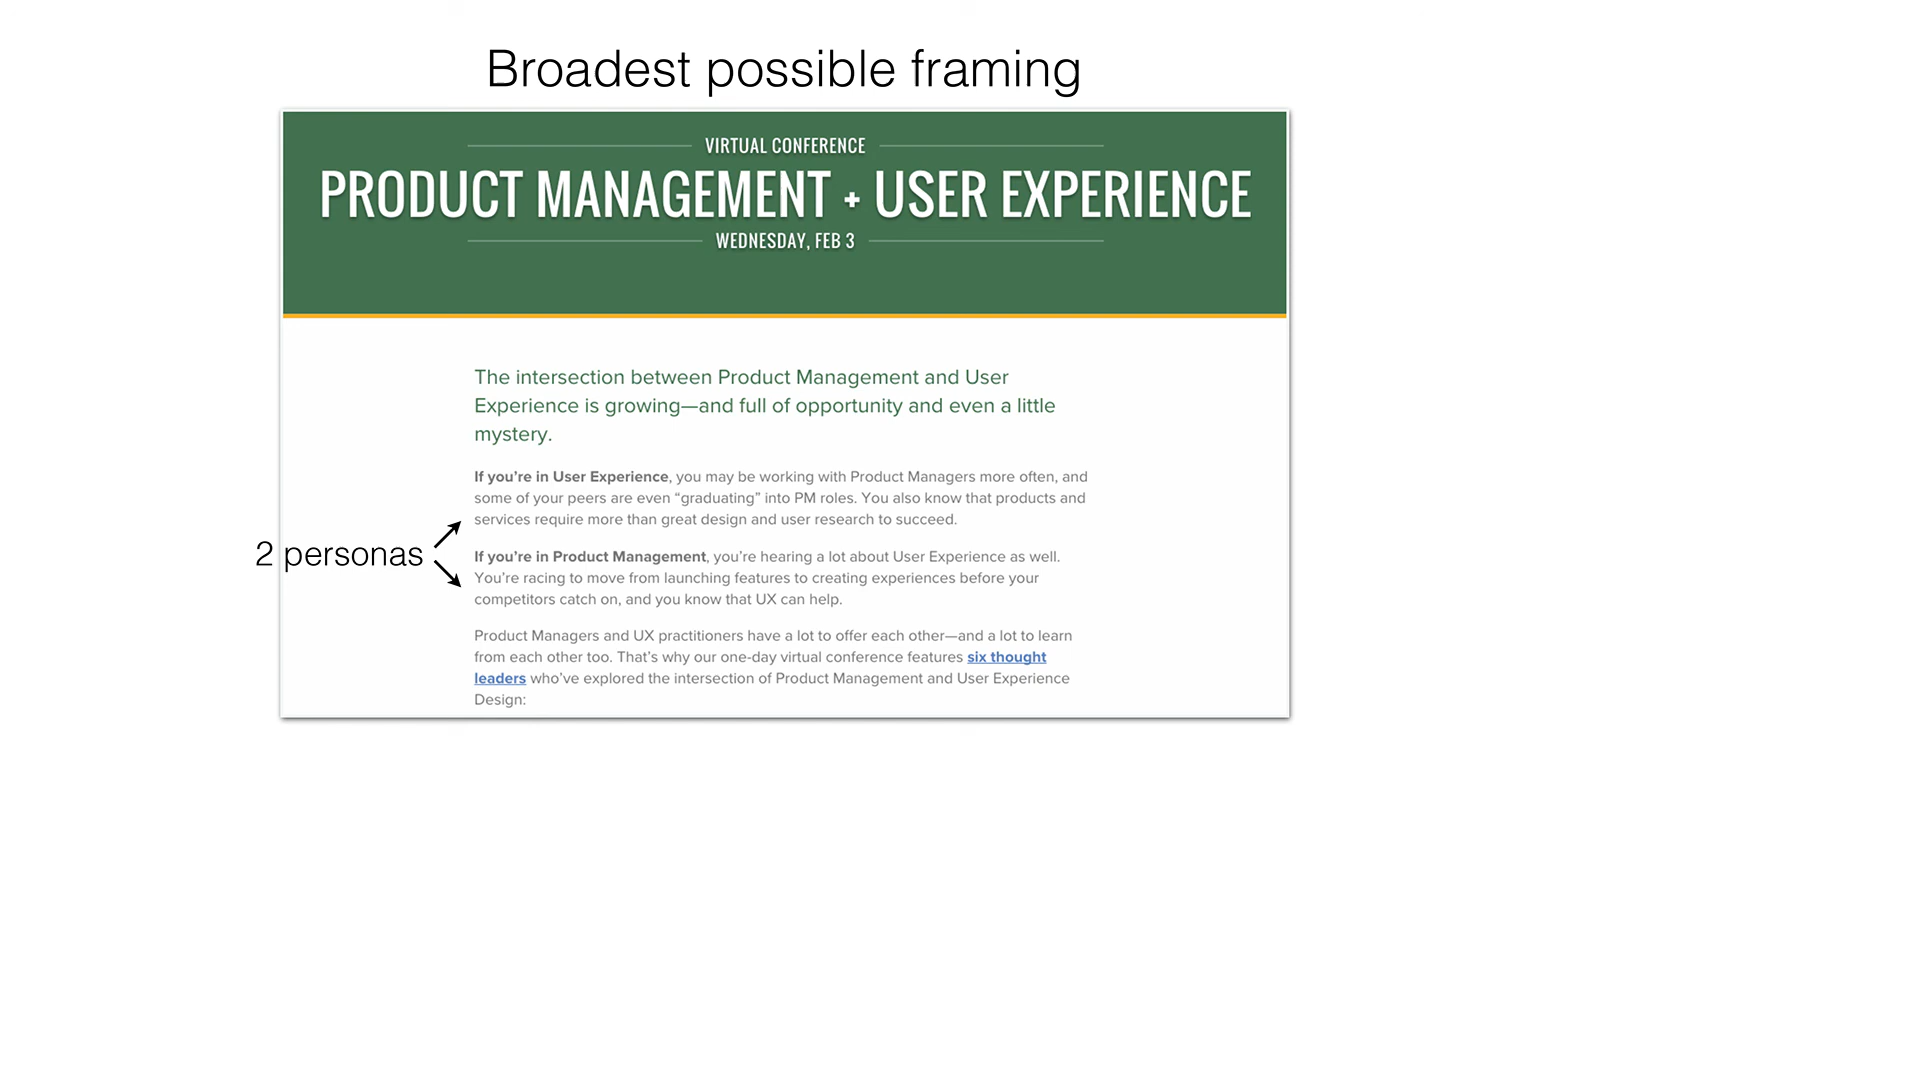 Broadest possible framing
VIRTUAL CONFERENCE
PRODUCT MANAGEMENT + USER EXPERIENCE
WEDNESDAY, FEB 3
The intersection between Product Management and User
Experience is growing—and full of opportunity and even a little
mystery.
If you’re in User Experience, you may be working with Product Managers more often, and
some of your peers are even “graduating” into PM roles. You also know that products and
services require more than great design and user research to succeed.
2 personas
If you’re in Product Management, you’re hearing a lot about User Experience as well.
You’re racing to move from launching features to creating experiences before your
competitors catch on, and you know that UX can help.
Product Managers and UX practitioners have a lot to offer each other—and a lot to learn
from each other too. That’s why our one-day virtual conference features six thought
leaders who’ve explored the intersection of Product Management and User Experience
Design: